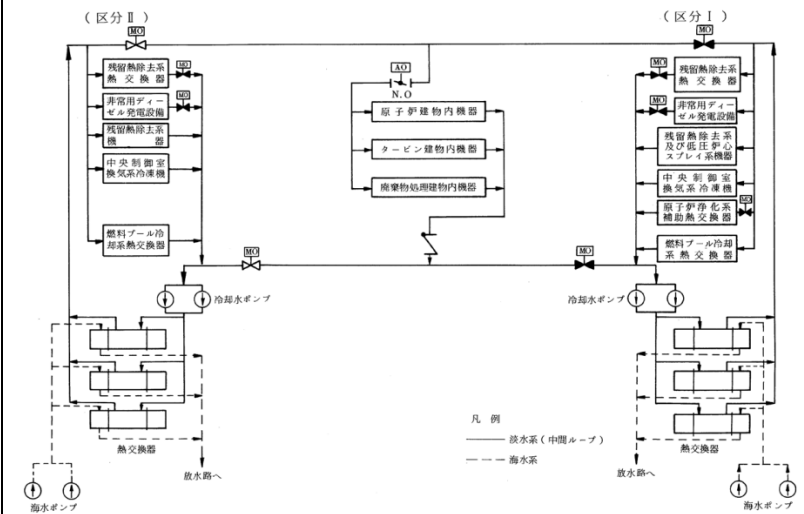 （区分Ⅱ）
（区分Ⅰ）
MO
MO
残留熱除去系
熱交換器
MO
非常用ディー
ゼル発電設備
MO
残留熱除去系
機器
中央制御室
換気系冷凍機
燃料プール冷
却系熱交換器
AO
N.O
原子炉建物内機器
タービン建物内機器
廃棄物処理建物内機器
MO
残留熱除去系
熱交換器
MO
非常用ディー
ゼル発電設備
残留熱除去系
及び低圧炉心
スプレイ系機器
中央制御室
換気系冷凍機
原子炉浄化系
補助熱交換器
MO
燃料プール冷却
系熱交換器
MO
MO
冷却水ポンプ
冷却水ポンプ
熱交換器
放水路へ
海水ポンプ
凡例
淡水系（中間ループ）
海水系
熱交換器
放水路へ
海水ポンプ